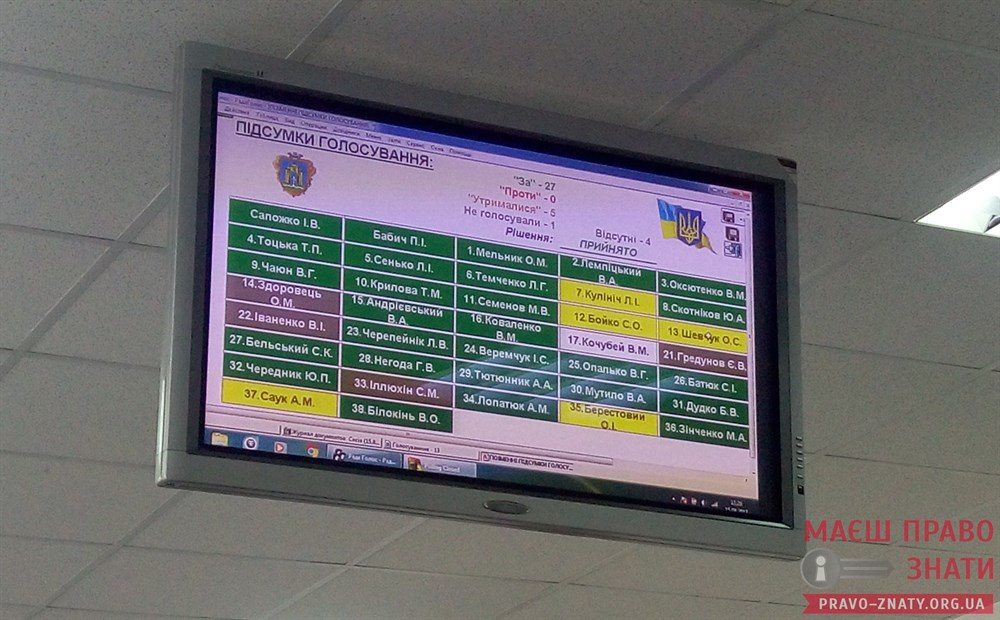 ПІДСУМКИ ГОЛОСУВАННЯ:
"За" - 27
"Проти" - 0
"Утрималися" - 5
Не голосували - 1
Відсутні - 4
Рішення: ПРИЙНЯТО
Сапожко І.В.
Бабич П.І.
1.Мельник О.М.
2.Лемпіцький В.А.
3.Оксютенко В.М.
4.Тоцька Т.П.
5.Сенько Л.І.
6.Темченко Л.Г.
7.Кулініч Л.І.
8.Скотніков Ю.А.
9.Чаюн В.Г.
10.Крилова Т.М.
11.Семенов М.В.
12.Бойко С.О.
13.Шевчук О.С.
14.Здоровець О.М.
15.Андрієвський В.А.
16.Коваленко В.М.
17.Кочубей В.М.
21.Гредунов Є.В.
22.Іваненко В.І.
23.Черепейнік Л.В.
24.Веремчук І.С.
25.Опалько В.Г.
26.Батюк С.І.
27.Бельський С.К.
28.Негода Г.В.
29.Тютюнник А.А.
30.Мутило В.А.
31.Дудко Б.В.
32.Чередник Ю.П.
33.Іллюхін С.М.
34.Лопатюк А.М.
35.Берестовий О.І.
36.Зінченко М.А.
37.Саук А.М.
38.Білокінь В.О.
МАЄШ ПРАВО
ЗНАТИ
PRAVO-ZNATY.ORG.UA